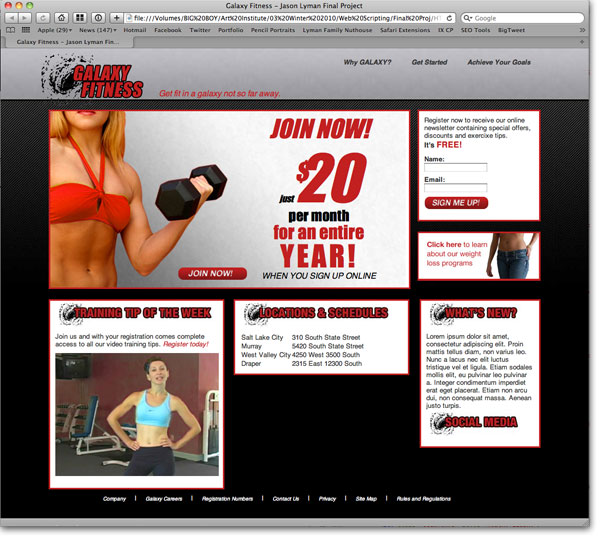 Galaxy Fitness - Jason Lyman Final Project
file:///Volumes/BIG%20BOY/Art%20Institute/03%20Winter%202010/Web%20Scripting/Final%20Proj/HT
Google
Apple (29) News (147) Hotmail Facebook Twitter Portfolio Pencil Portraits Lyman Family Nuthouse Safari Extensions IX CP SEO Tools BigTweet
Galaxy Fitness - Jason Lyman Fin...
GALAXY
FITNESS
Fit in a galaxy not so far away.
Why GALAXY? Get Started Achieve Your Goals
JOIN NOW!
just $20
per month
for an entire
YEAR!
WHEN YOU SIGN UP ONLINE
JOIN NOW!
Register now to receive our online
newsletter containing special offers,
discounts and exercixe tips.
It's FREE!
Name:
Email:
SIGN ME UP!
Click here to learn
about our weight
loss programs
TRAINING TIP OF THE WEEK
Join us and with your registration comes complete
access to all our video training tips. Register today!
LOCATIONS & SCHEDULES
Salt Lake City 310 South State Street
Murray 5420 South State Street
West Valley City 4250 West 3500 South
Draper 2315 East 12300 South
WHAT'S NEW?
Lorem ipsum dolor sit amet,
consectetur adipiscing elit. Proin
mattis tellus diam, non varius leo.
Nunc a lacus nec elit luctus
tristique vel et ligula. Etiam sodales
mollis elit, eu pulvinar leo pulvinar
a. Integer condimentum imperdiet
erat eget placerat. Etiam non arcu
dui, non consequat massa. Aenean
justo turpis.
SOCIAL MEDIA
Company | Galaxy Careers | Registration Numbers | Contact Us | Privacy | Site Map | Rules and Regulations